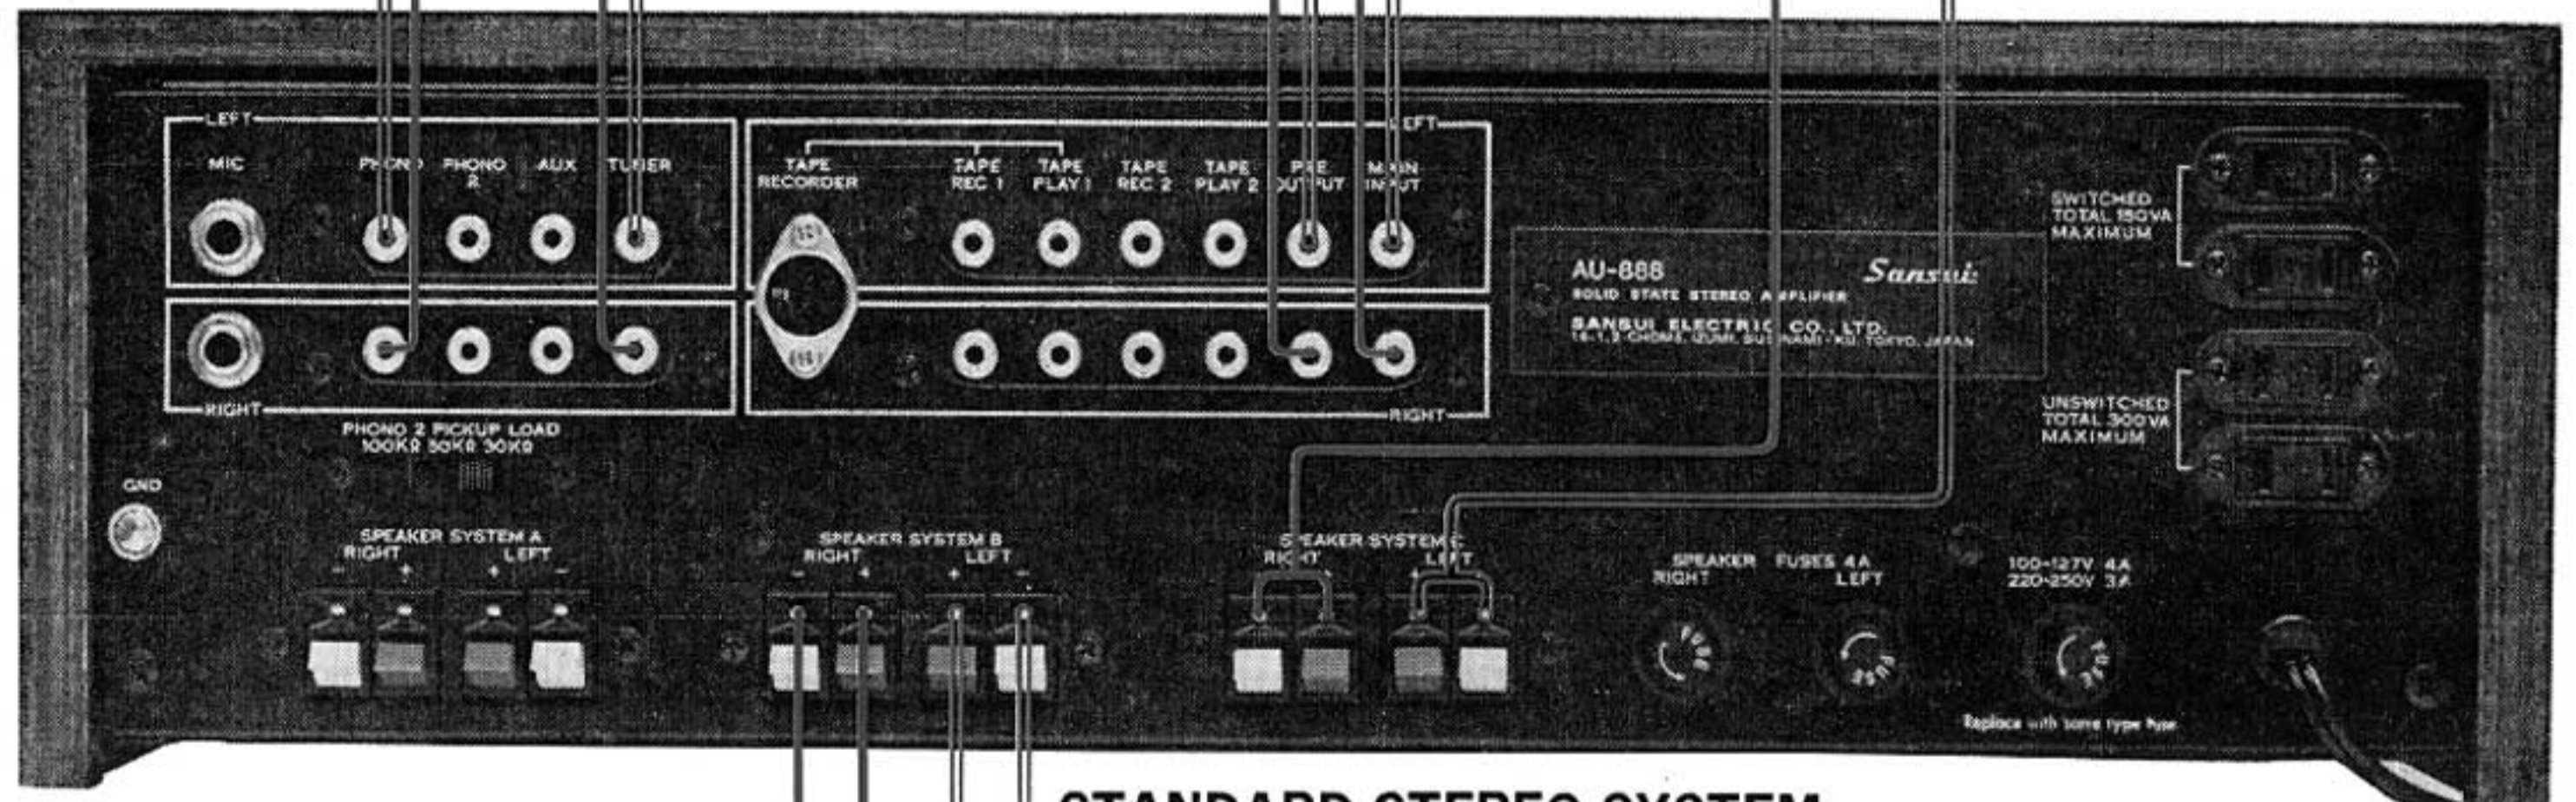 LEFT
MIC
PHONO
PHONO 2
AUX
TUNER
RIGHT
PHONO 2 PICKUP LOAD
100KΩ 50KΩ 30KΩ
GND
LEFT
TAPE RECORDER
TAPE REC 1
TAPE PLAY 1
TAPE REC 2
TAPE PLAY 2
PRE OUTPUT
MAIN INPUT
RIGHT
AU-888
Sansui
SOLID STATE STEREO AMPLIFIER
SANSUI ELECTRIC CO., LTD.
TOKYO, JAPAN
SWITCHED
TOTAL 150VA
MAXIMUM
UNSWITCHED
TOTAL 300VA
MAXIMUM
SPEAKER SYSTEM A
RIGHT LEFT
- + + -
SPEAKER SYSTEM B
RIGHT LEFT
- + + -
SPEAKER SYSTEM C
RIGHT LEFT
SPEAKER FUSES 4A
RIGHT LEFT
100-127V 4A
220-250V 3A
FUSE
FUSE
FUSE
Replace with same type fuse
STANDARD STEREO SYSTEM